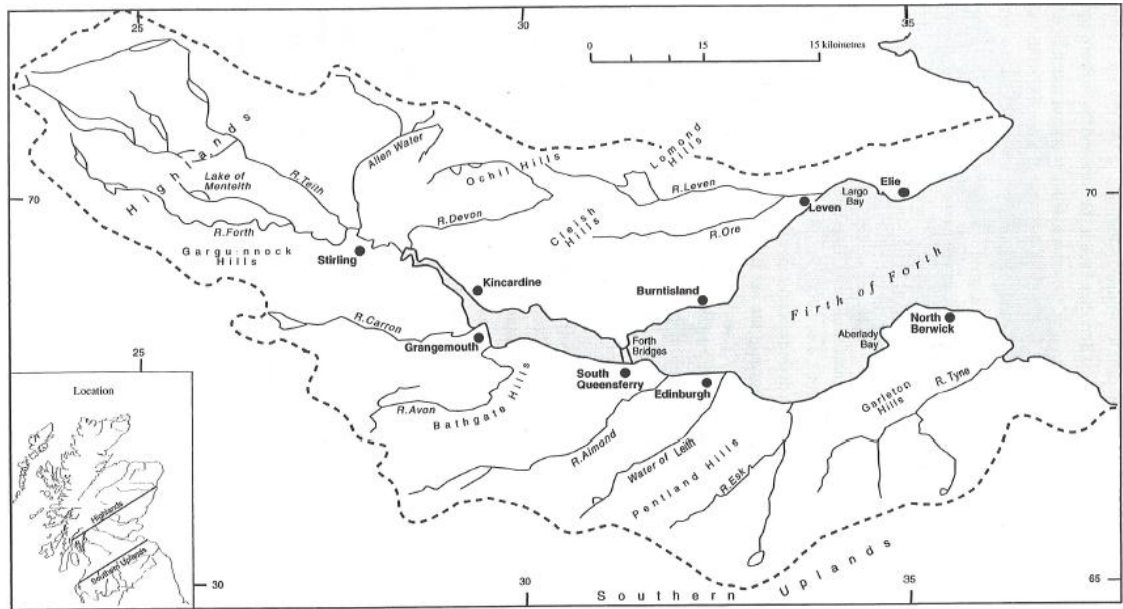 25
30
35
0
15
15 kilometres
Highlands
Allen Water
Lake of
Menteith
R.Teith
Ochil Hills
Lomond
Hills
R.Leven
Elie
Largo
Bay
70
70
R.Forth
R.Devon
Cleish
Hills
R.Ore
Leven
Gargunnock
Hills
Stirling
Kincardine
Burntisland
Firth of Forth
R.Carron
Grangemouth
Forth
Bridges
Aberlady
Bay
North
Berwick
25
South
Queensferry
Edinburgh
Garleton
Hills
R.Tyne
Location
R.Avon
Bathgate Hills
R.Almond
Water of Leith
Pentland Hills
R.Esk
Highlands
Southern Uplands
30
30
Southern Uplands
35
65